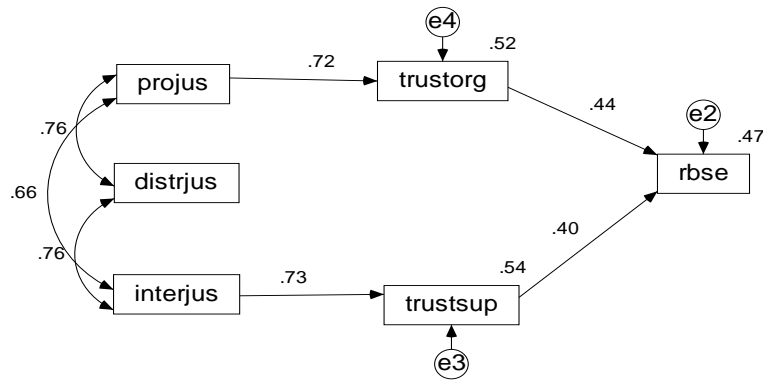 e4
.52
.72
projus
trustorg
.44
e2
.47
.76
rbse
distrjus
.66
.40
.76
.54
.73
interjus
trustsup
e3